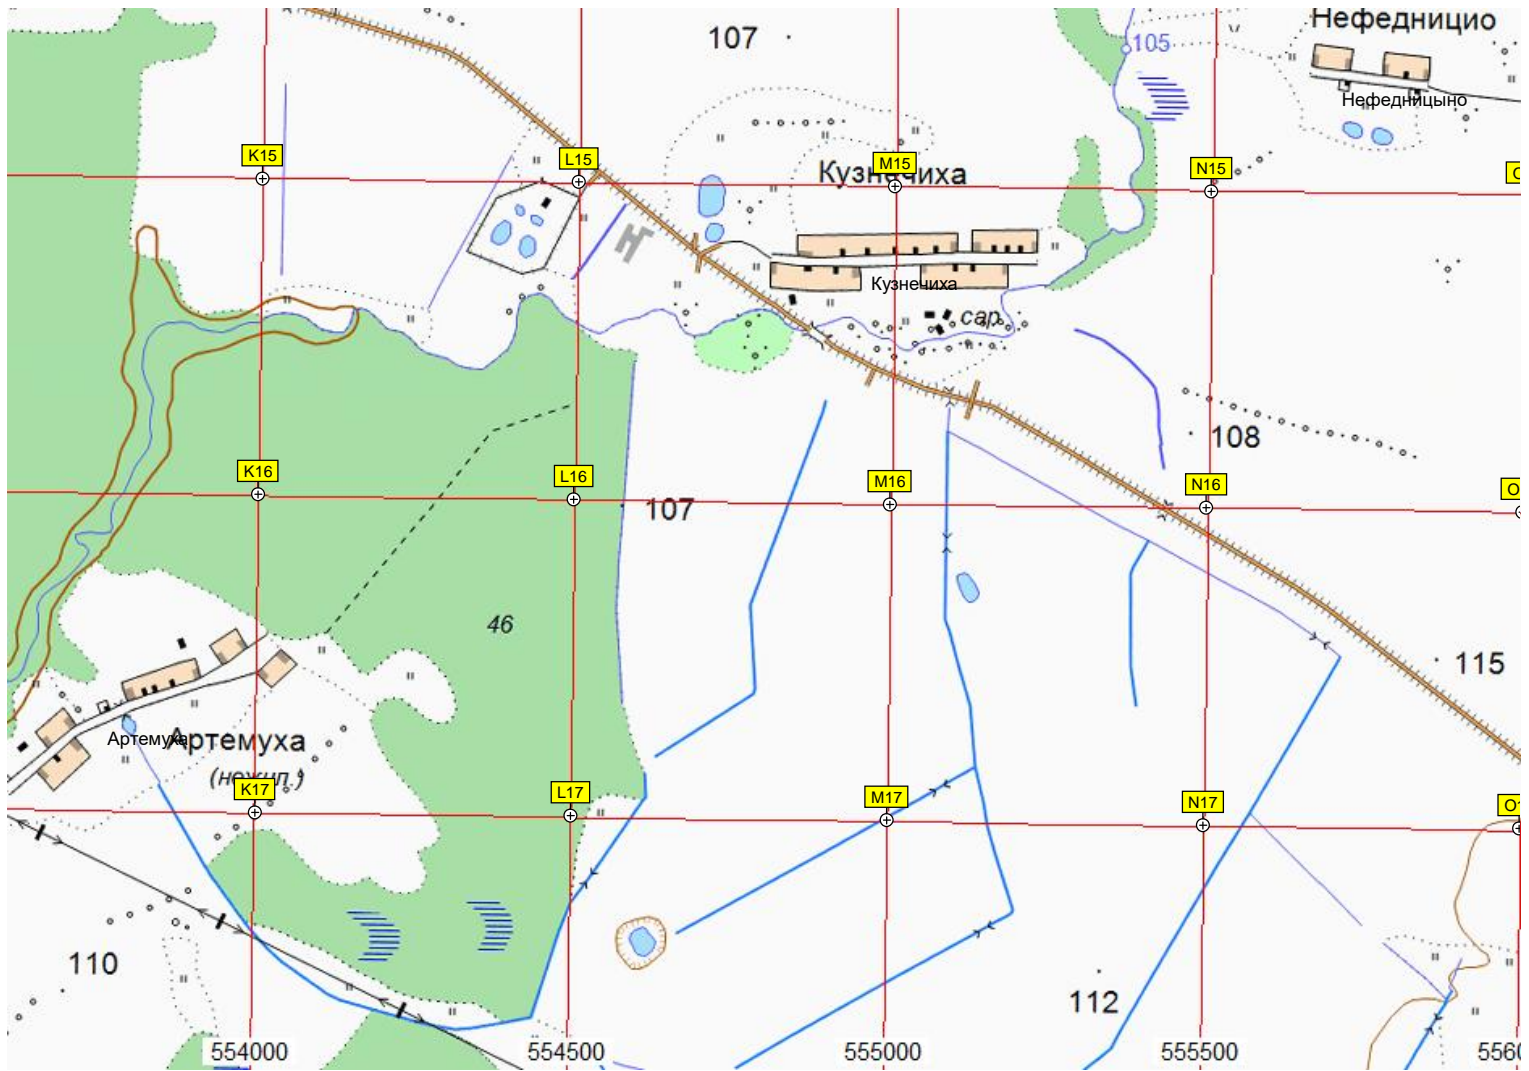 Нефедницио
107
105
Нефедницыно
K15
L15
M15
N15
Кузнечиха
Кузнечиха
сар.
108
K16
L16
M16
N16
107
46
115
Артемуха
Артемуха
(нежил.)
K17
L17
M17
N17
110
112
554000
554500
555000
555500